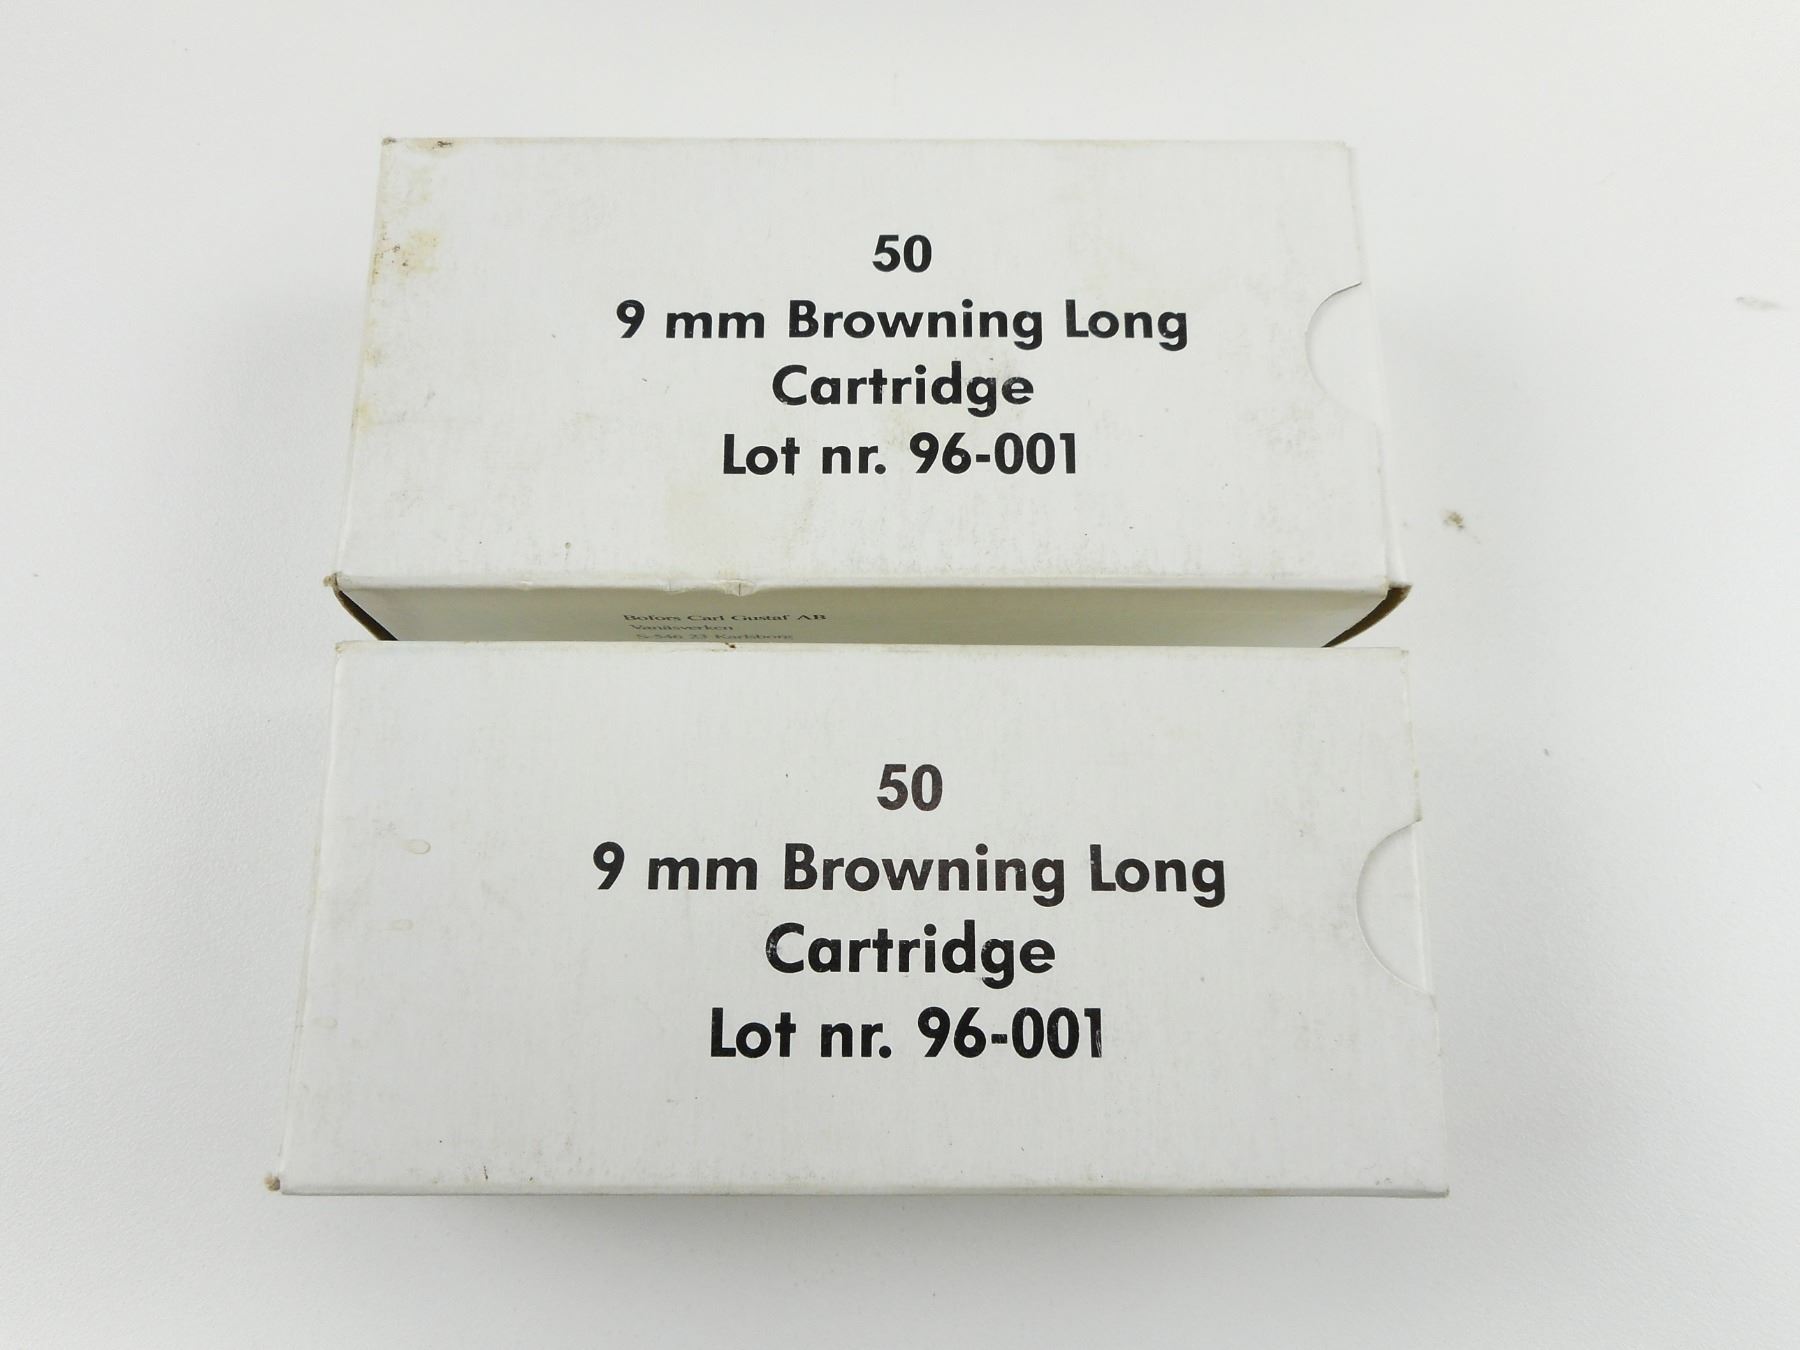 50
9 mm Browning Long
Cartridge
Lot nr. 96-001
Bofors Carl Gustaf AB
Vanäsverken
S-546 23 Karlsborg
50
9 mm Browning Long
Cartridge
Lot nr. 96-001